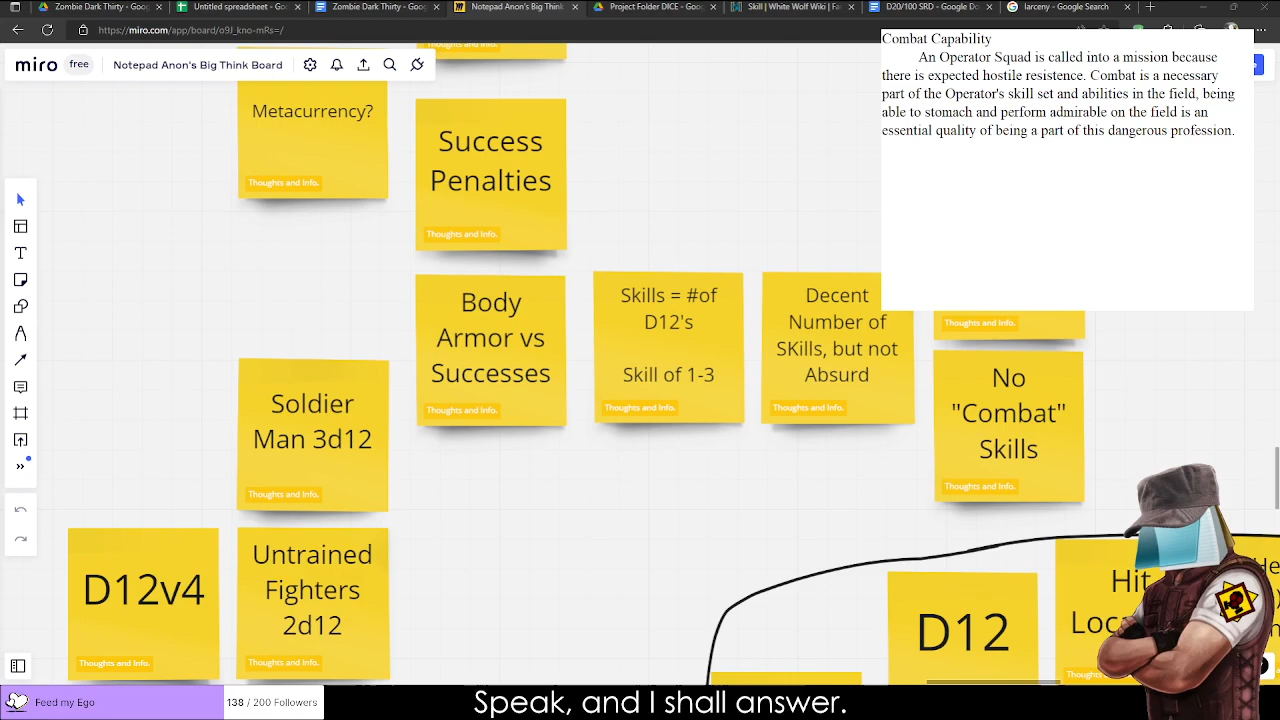 Zombie Dark Thirty - Go
Untitled spreadsheet - G
Zombie Dark Thirty - Go
Notepad Anon's Big Think
Project Folder DICE - Goo
Skill | White Wolf Wiki | Fa
D20/100 SRD - Google Do
larceny - Google Search
https://miro.com/app/board/o9J_kno-mRs=/
miro
free
Notepad Anon's Big Think Board
Thoughts and Info.
Combat Capability
An Operator Squad is called into a mission because
there is expected hostile resistance. Combat is a necessary
part of the Operator's skill set and abilities in the field, being
able to stomach and perform admirable on the field is an
essential quality of being a part of this dangerous profession.
Metacurrency?
Thoughts and Info.
Success
Penalties
Thoughts and Info.
Body
Armor vs
Successes
Thoughts and Info.
Skills = #of
D12's
Skill of 1-3
Thoughts and Info.
Decent
Number of
SKills, but not
Absurd
Thoughts and Info.
Thoughts and Info.
No
"Combat"
Skills
Thoughts and Info.
Soldier
Man 3d12
Thoughts and Info.
D12v4
Thoughts and Info.
Untrained
Fighters
2d12
Thoughts and Info.
D12
Hit
Thoughts
Feed my Ego
138 / 200 Followers
Speak, and I shall answer.